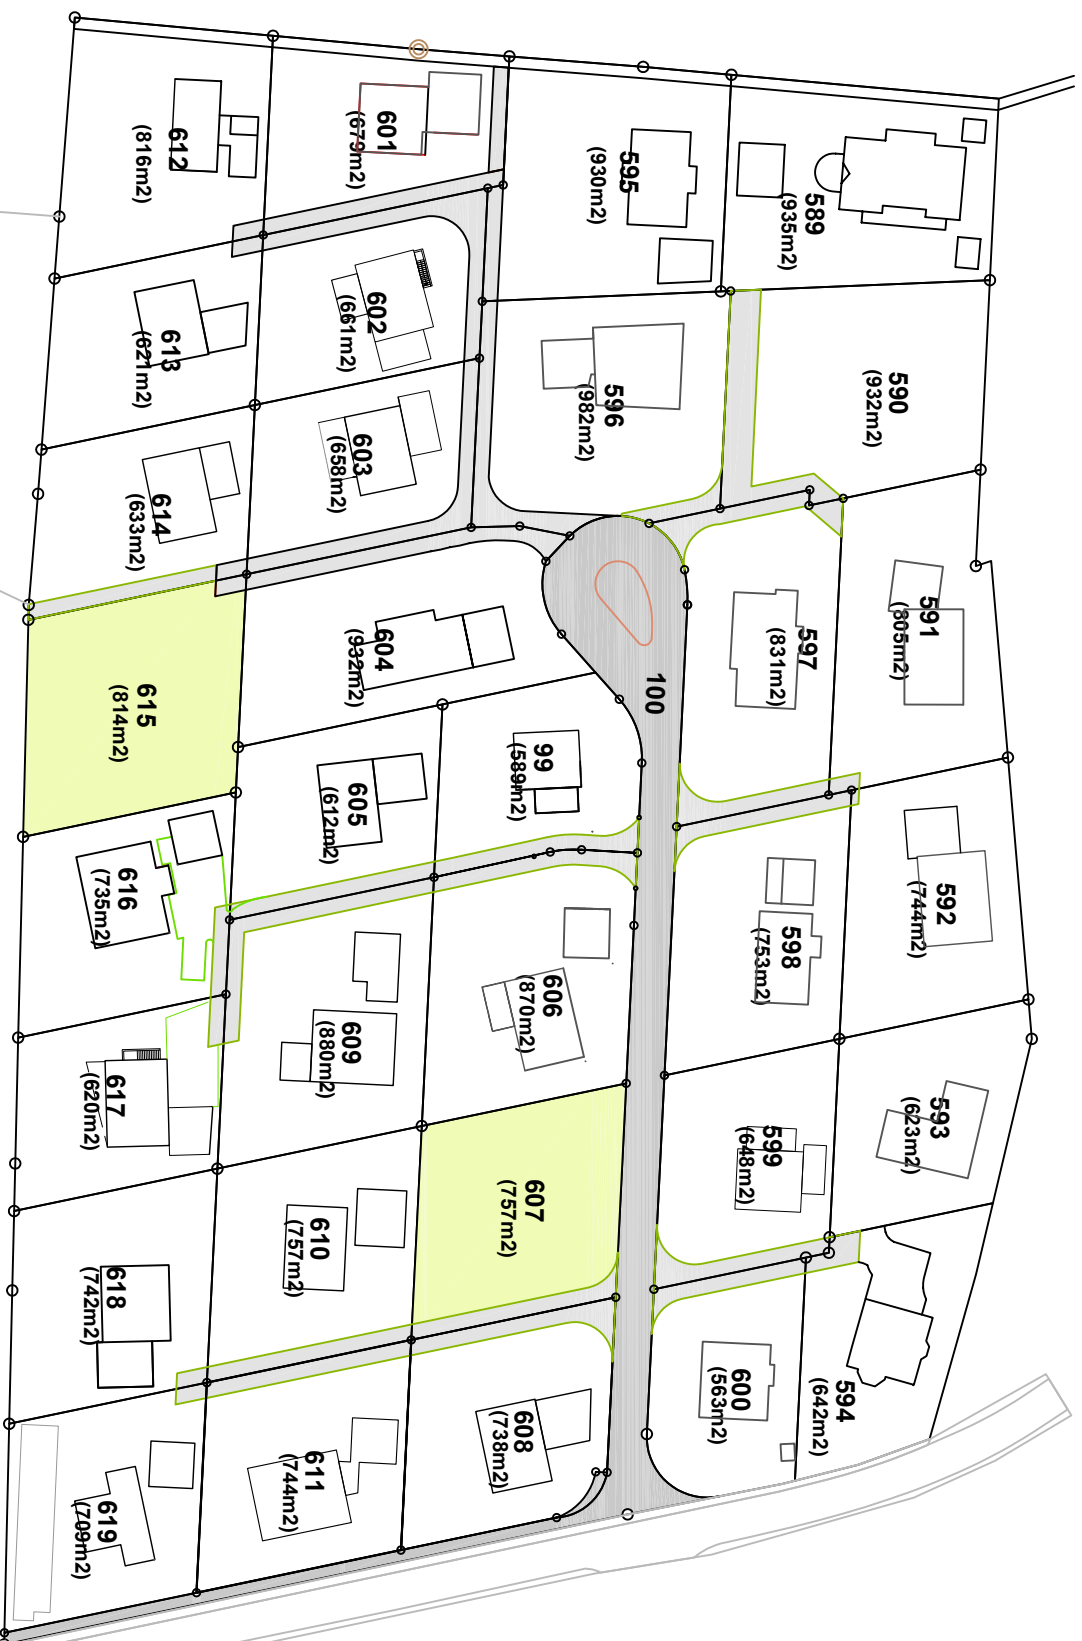 612
(816m2)
601
(679m2)
595
(930m2)
589
(935m2)
613
(621m2)
602
(661m2)
596
(982m2)
590
(932m2)
614
(633m2)
603
(658m2)
604
(932m2)
597
(831m2)
591
(805m2)
615
(814m2)
100
99
(589m2)
605
(612m2)
616
(735m2)
606
(870m2)
598
(753m2)
592
(744m2)
609
(880m2)
617
(620m2)
599
(648m2)
593
(623m2)
607
(757m2)
610
(757m2)
618
(742m2)
600
(563m2)
594
(642m2)
608
(738m2)
611
(744m2)
619
(709m2)